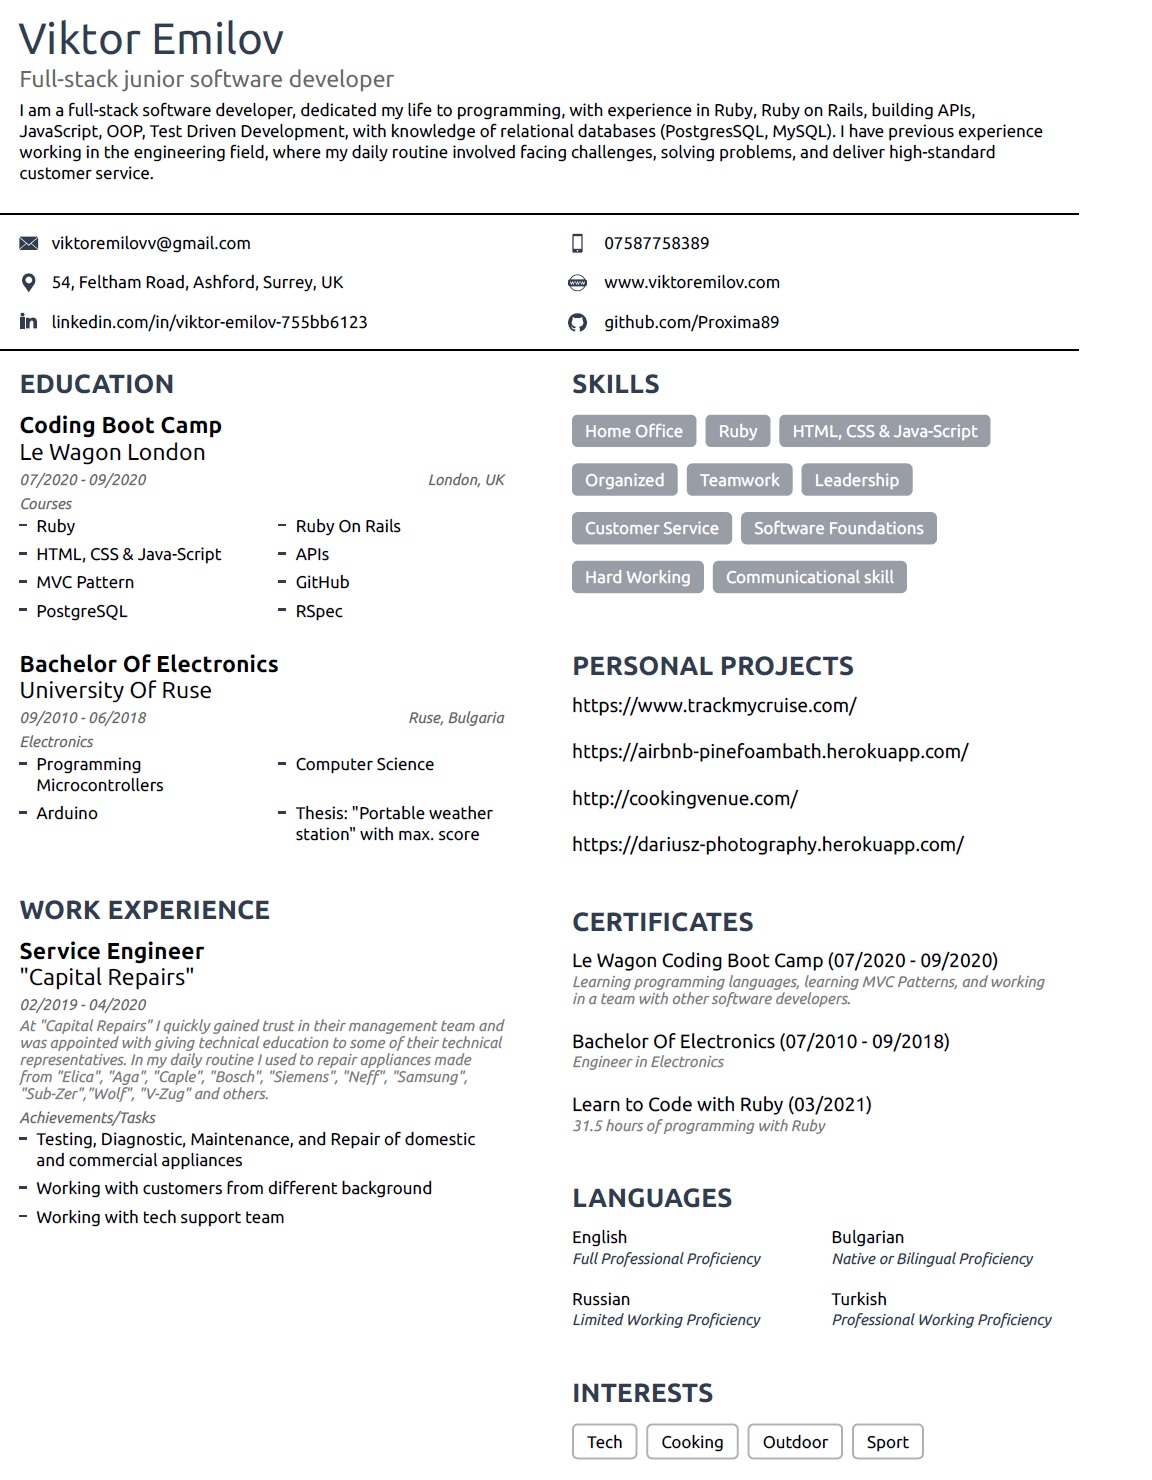 Viktor Emilov
Full-stack junior software developer
I am a full-stack software developer, dedicated my life to programming, with experience in Ruby, Ruby on Rails, building APIs,
JavaScript, OOP, Test Driven Development, with knowledge of relational databases (PostgresSQL, MySQL). I have previous experience
working in the engineering field, where my daily routine involved facing challenges, solving problems, and deliver high-standard
customer service.
viktoremilovv@gmail.com
07587758389
54, Feltham Road, Ashford, Surrey, UK
www.viktoremilov.com
linkedin.com/in/viktor-emilov-755bb6123
github.com/Proxima89
EDUCATION
Coding Boot Camp
Le Wagon London
07/2020 - 09/2020 London, UK
Courses
Ruby
Ruby On Rails
HTML, CSS & Java-Script
APIs
MVC Pattern
GitHub
PostgreSQL
RSpec
Bachelor Of Electronics
University Of Ruse
09/2010 - 06/2018 Ruse, Bulgaria
Electronics
Programming
Microcontrollers
Computer Science
Arduino
Thesis: "Portable weather
station" with max. score
WORK EXPERIENCE
Service Engineer
"Capital Repairs"
02/2019 - 04/2020
At "Capital Repairs" I quickly gained trust in their management team and
was appointed with giving technical education to some of their technical
representatives. In my daily routine I used to repair appliances made
from "Elica", "Aga", "Caple", "Bosch", "Siemens", "Neff", "Samsung",
"Sub-Zer","Wolf", "V-Zug" and others.
Achievements/Tasks
Testing, Diagnostic, Maintenance, and Repair of domestic
and commercial appliances
Working with customers from different background
Working with tech support team
SKILLS
Home Office Ruby HTML, CSS & Java-Script
Organized Teamwork Leadership
Customer Service Software Foundations
Hard Working Communicational skill
PERSONAL PROJECTS
https://www.trackmycruise.com/
https://airbnb-pinefoambath.herokuapp.com/
http://cookingvenue.com/
https://dariusz-photography.herokuapp.com/
CERTIFICATES
Le Wagon Coding Boot Camp (07/2020 - 09/2020)
Learning programming languages, learning MVC Patterns, and working
in a team with other software developers.
Bachelor Of Electronics (07/2010 - 09/2018)
Engineer in Electronics
Learn to Code with Ruby (03/2021)
31.5 hours of programming with Ruby
LANGUAGES
English
Full Professional Proficiency
Bulgarian
Native or Bilingual Proficiency
Russian
Limited Working Proficiency
Turkish
Professional Working Proficiency
INTERESTS
Tech Cooking Outdoor Sport